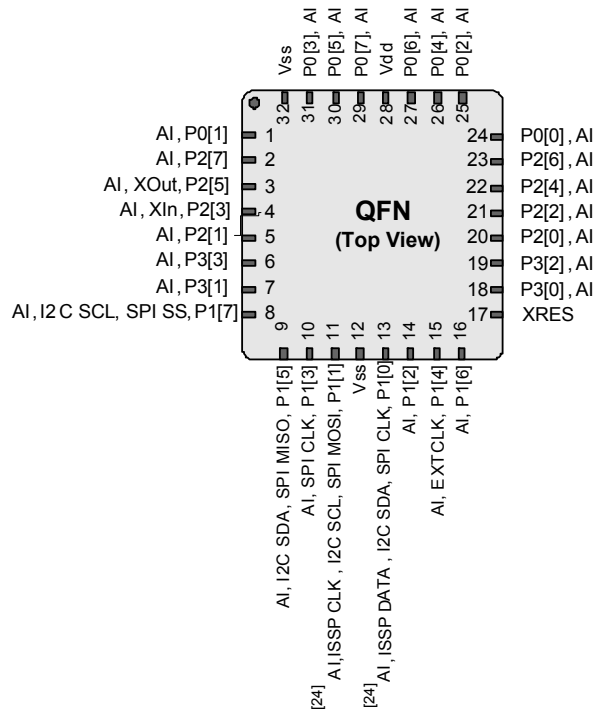 Vss
P0[3], AI
P0[5], AI
P0[7], AI
Vdd
P0[6], AI
P0[4], AI
P0[2], AI
32
31
30
29
28
27
26
25
AI, P0[1]
1
AI, P2[7]
2
AI, XOut, P2[5]
3
AI, XIn, P2[3]
4
AI, P2[1]
5
AI, P3[3]
6
AI, P3[1]
7
AI, I2C SCL, SPI SS, P1[7]
8
QFN
(Top View)
24
P0[0], AI
23
P2[6], AI
22
P2[4], AI
21
P2[2], AI
20
P2[0], AI
19
P3[2], AI
18
P3[0], AI
17
XRES
9
10
11
12
13
14
15
16
AI, I2C SDA, SPI MISO, P1[5]
AI, SPI CLK, P1[3]
[24] AI, ISSP CLK, I2C SCL, SPI MOSI, P1[1]
Vss
[24] AI, ISSP DATA, I2C SDA, SPI CLK, P1[0]
AI, P1[2]
AI, EXTCLK, P1[4]
AI, P1[6]